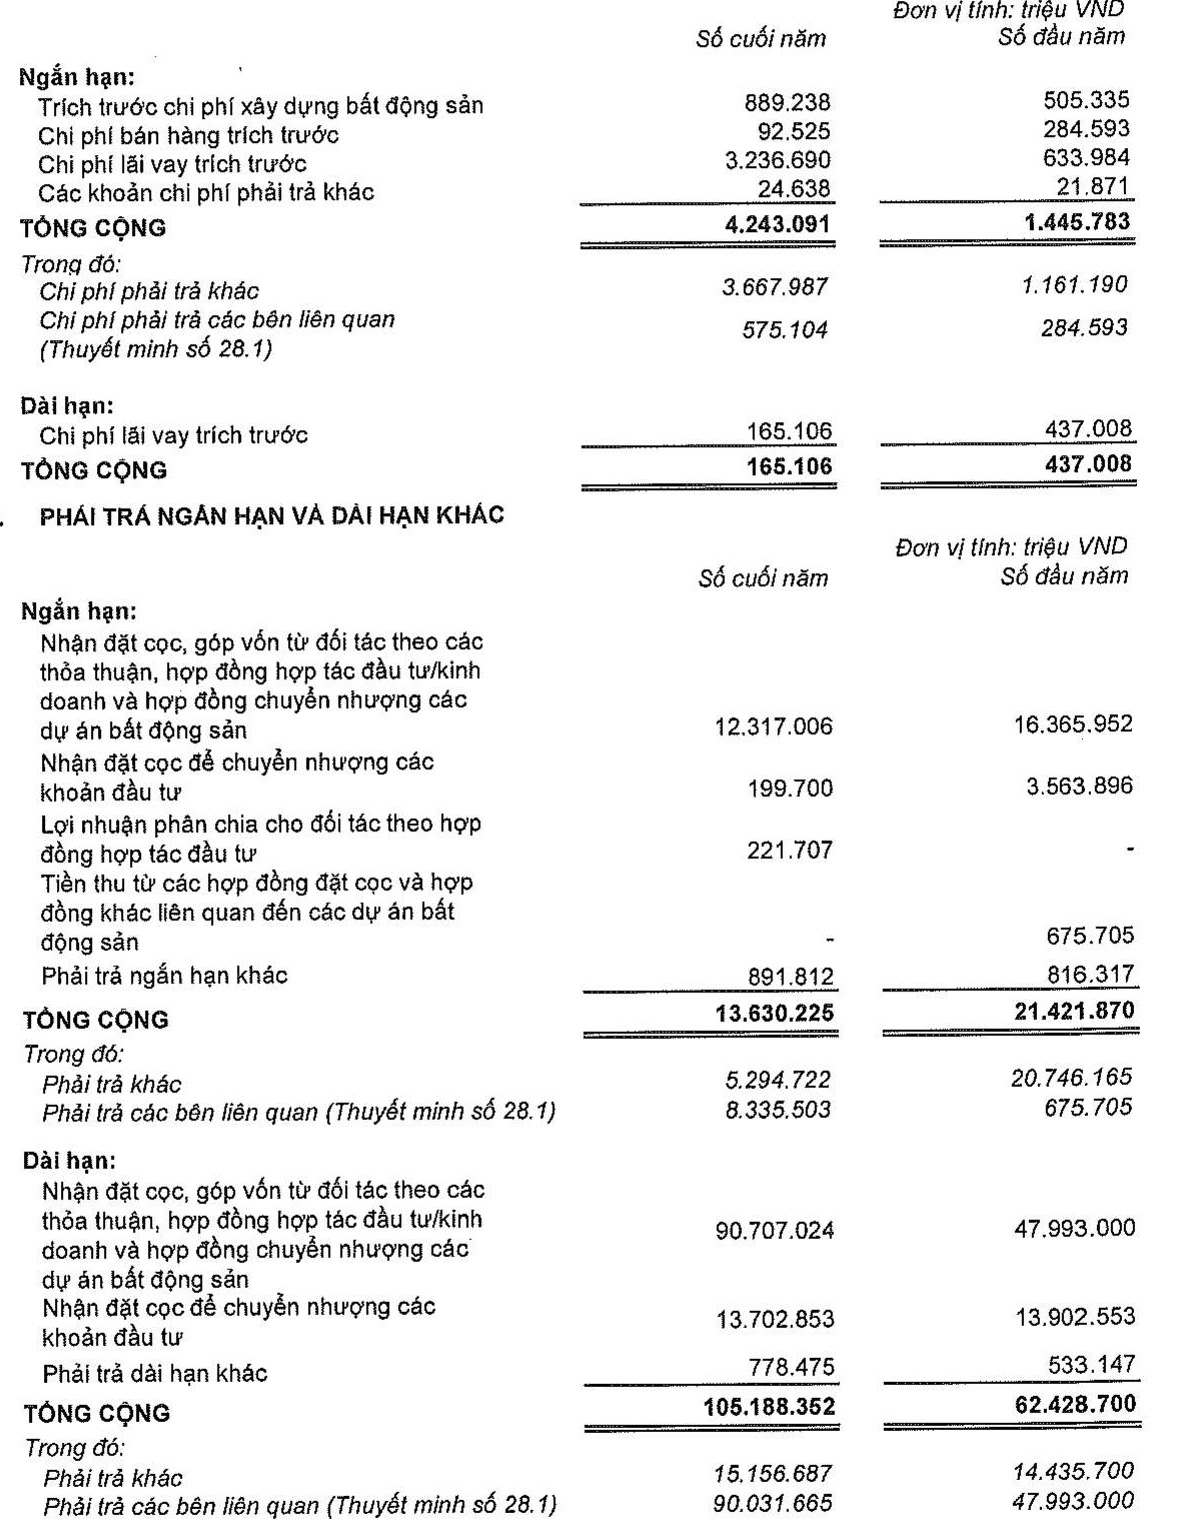 Đơn vị tính: triệu VND
Số cuối năm Số đầu năm
Ngắn hạn:
Trích trước chi phí xây dựng bất động sản 889.238 505.335
Chi phí bán hàng trích trước 92.525 284.593
Chi phí lãi vay trích trước 3.236.690 633.984
Các khoản chi phí phải trả khác 24.638 21.871
TỔNG CỘNG 4.243.091 1.445.783
Trong đó:
Chi phí phải trả khác 3.667.987 1.161.190
Chi phí phải trả các bên liên quan
(Thuyết minh số 28.1) 575.104 284.593
Dài hạn:
Chi phí lãi vay trích trước 165.106 437.008
TỔNG CỘNG 165.106 437.008
PHẢI TRẢ NGẮN HẠN VÀ DÀI HẠN KHÁC
Đơn vị tính: triệu VND
Số cuối năm Số đầu năm
Ngắn hạn:
Nhận đặt cọc, góp vốn từ đối tác theo các
thỏa thuận, hợp đồng hợp tác đầu tư/kinh
doanh và hợp đồng chuyển nhượng các
dự án bất động sản 12.317.006 16.365.952
Nhận đặt cọc để chuyển nhượng các
khoản đầu tư 199.700 3.563.896
Lợi nhuận phân chia cho đối tác theo hợp
đồng hợp tác đầu tư 221.707 -
Tiền thu từ các hợp đồng đặt cọc và hợp
đồng khác liên quan đến các dự án bất
động sản - 675.705
Phải trả ngắn hạn khác 891.812 816.317
TỔNG CỘNG 13.630.225 21.421.870
Trong đó:
Phải trả khác 5.294.722 20.746.165
Phải trả các bên liên quan (Thuyết minh số 28.1) 8.335.503 675.705
Dài hạn:
Nhận đặt cọc, góp vốn từ đối tác theo các
thỏa thuận, hợp đồng hợp tác đầu tư/kinh
doanh và hợp đồng chuyển nhượng các
dự án bất động sản 90.707.024 47.993.000
Nhận đặt cọc để chuyển nhượng các
khoản đầu tư 13.702.853 13.902.553
Phải trả dài hạn khác 778.475 533.147
TỔNG CỘNG 105.188.352 62.428.700
Trong đó:
Phải trả khác 15.156.687 14.435.700
Phải trả các bên liên quan (Thuyết minh số 28.1) 90.031.665 47.993.000